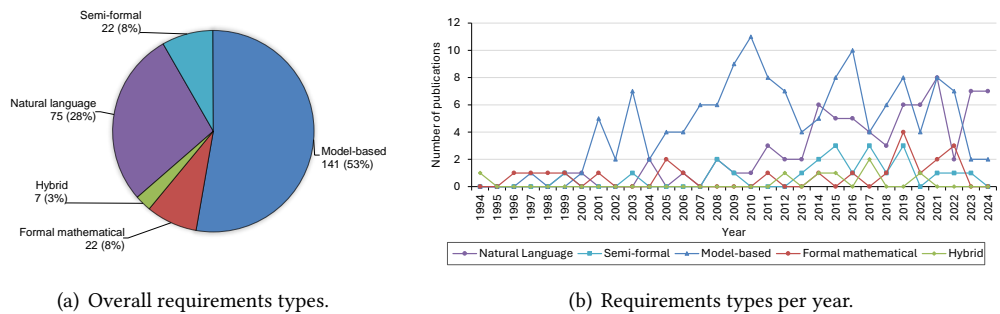 Semi-formal
22 (8%)
Natural language
75 (28%)
Model-based
141 (53%)
Hybrid
7 (3%)
Formal mathematical
22 (8%)
(a) Overall requirements types.
Number of publications
12
10
8
6
4
2
0
1994 1995 1996 1997 1998 1999 2000 2001 2002 2003 2004 2005 2006 2007 2008 2009 2010 2011 2012 2013 2014 2015 2016 2017 2018 2019 2020 2021 2022 2023 2024
Year
Natural Language Semi-formal Model-based Formal mathematical Hybrid
(b) Requirements types per year.